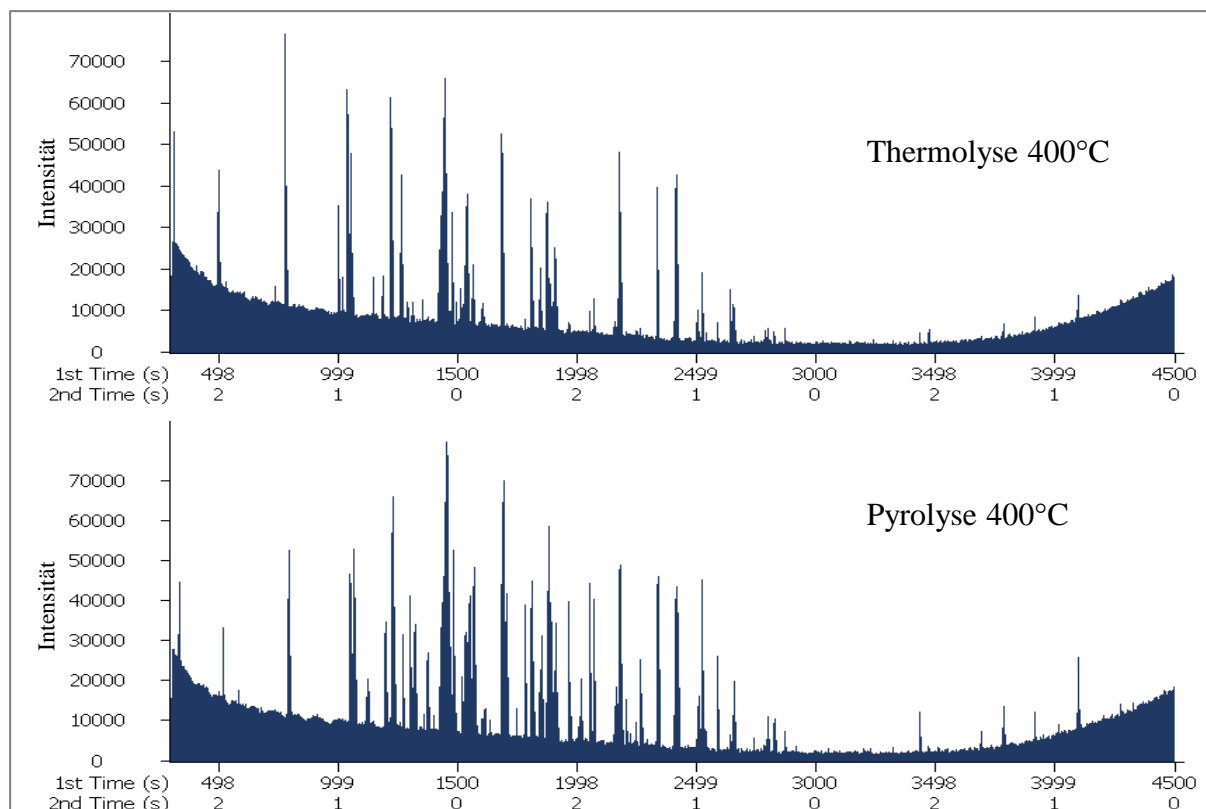 70000
60000
50000
40000
30000
20000
10000
0
Intensität
Thermolyse 400°C
1st Time (s) 498 999 1500 1998 2499 3000 3498 3999 4500
2nd Time (s) 2 1 0 2 1 0 2 1 0
70000
60000
50000
40000
30000
20000
10000
0
Intensität
Pyrolyse 400°C
1st Time (s) 498 999 1500 1998 2499 3000 3498 3999 4500
2nd Time (s) 2 1 0 2 1 0 2 1 0